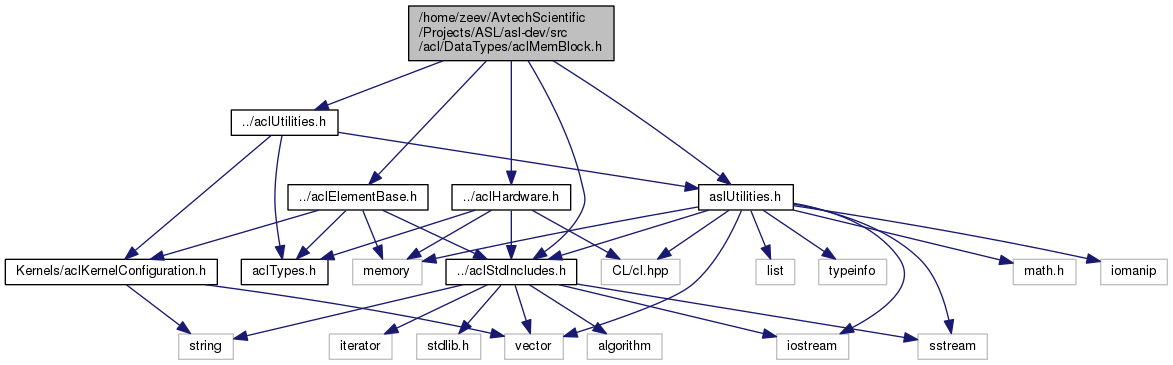 /home/zeev/AvtechScientific
/Projects/ASL/asl-dev/src
/acl/DataTypes/aclMemBlock.h
../aclUtilities.h
../aclElementBase.h
../aclHardware.h
aslUtilities.h
Kernels/aclKernelConfiguration.h
aclTypes.h
memory
../aclStdIncludes.h
CL/cl.hpp
list
typeinfo
math.h
iomanip
string
iterator
stdlib.h
vector
algorithm
iostream
sstream